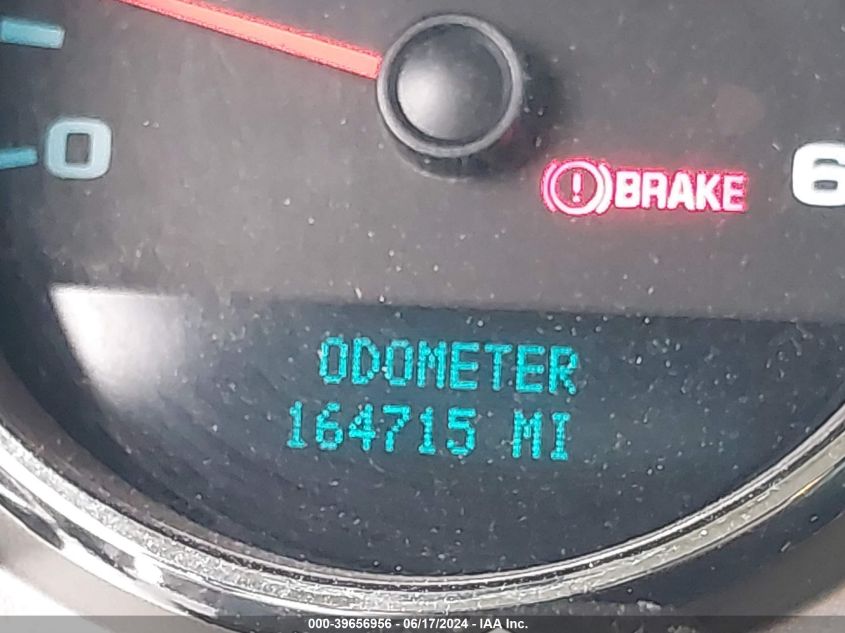 0
BRAKE
6
ODOMETER
164715 MI
000-39656956 - 06/17/2024 - IAA Inc.